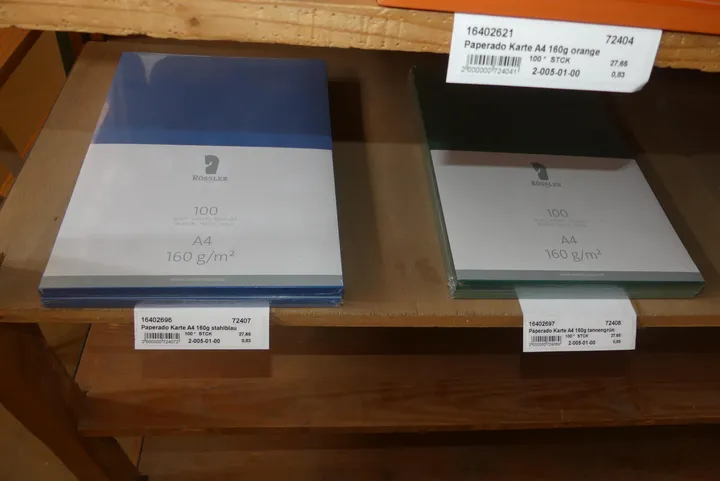 16402621 72404
Paperado Karte A4 160g orange
100 * STCK 27,65
2000000724041 2-005-01-00 0,83
RÖSSLER
100
A4
160 g/m²
RÖSSLER
100
A4
160 g/m²
16402696 72407
Paperado Karte A4 160g stahlblau
100 * STCK 27,65
2-005-01-00 0,83
16402697 72408
Paperado Karte A4 160g tannengrün
100 * STCK 27,65
2-005-01-00 0,83